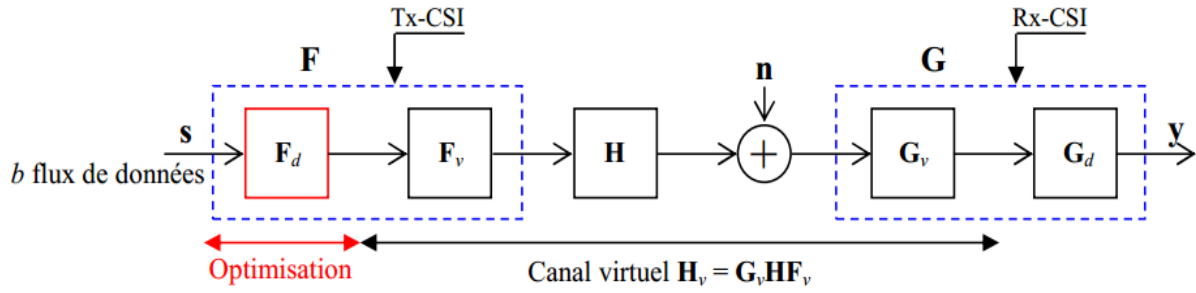 Tx-CSI
Rx-CSI
F
n
G
s
F_d
F_v
H
+
G_v
G_d
y
b flux de données
Optimisation
Canal virtuel H_v = G_vHF_v